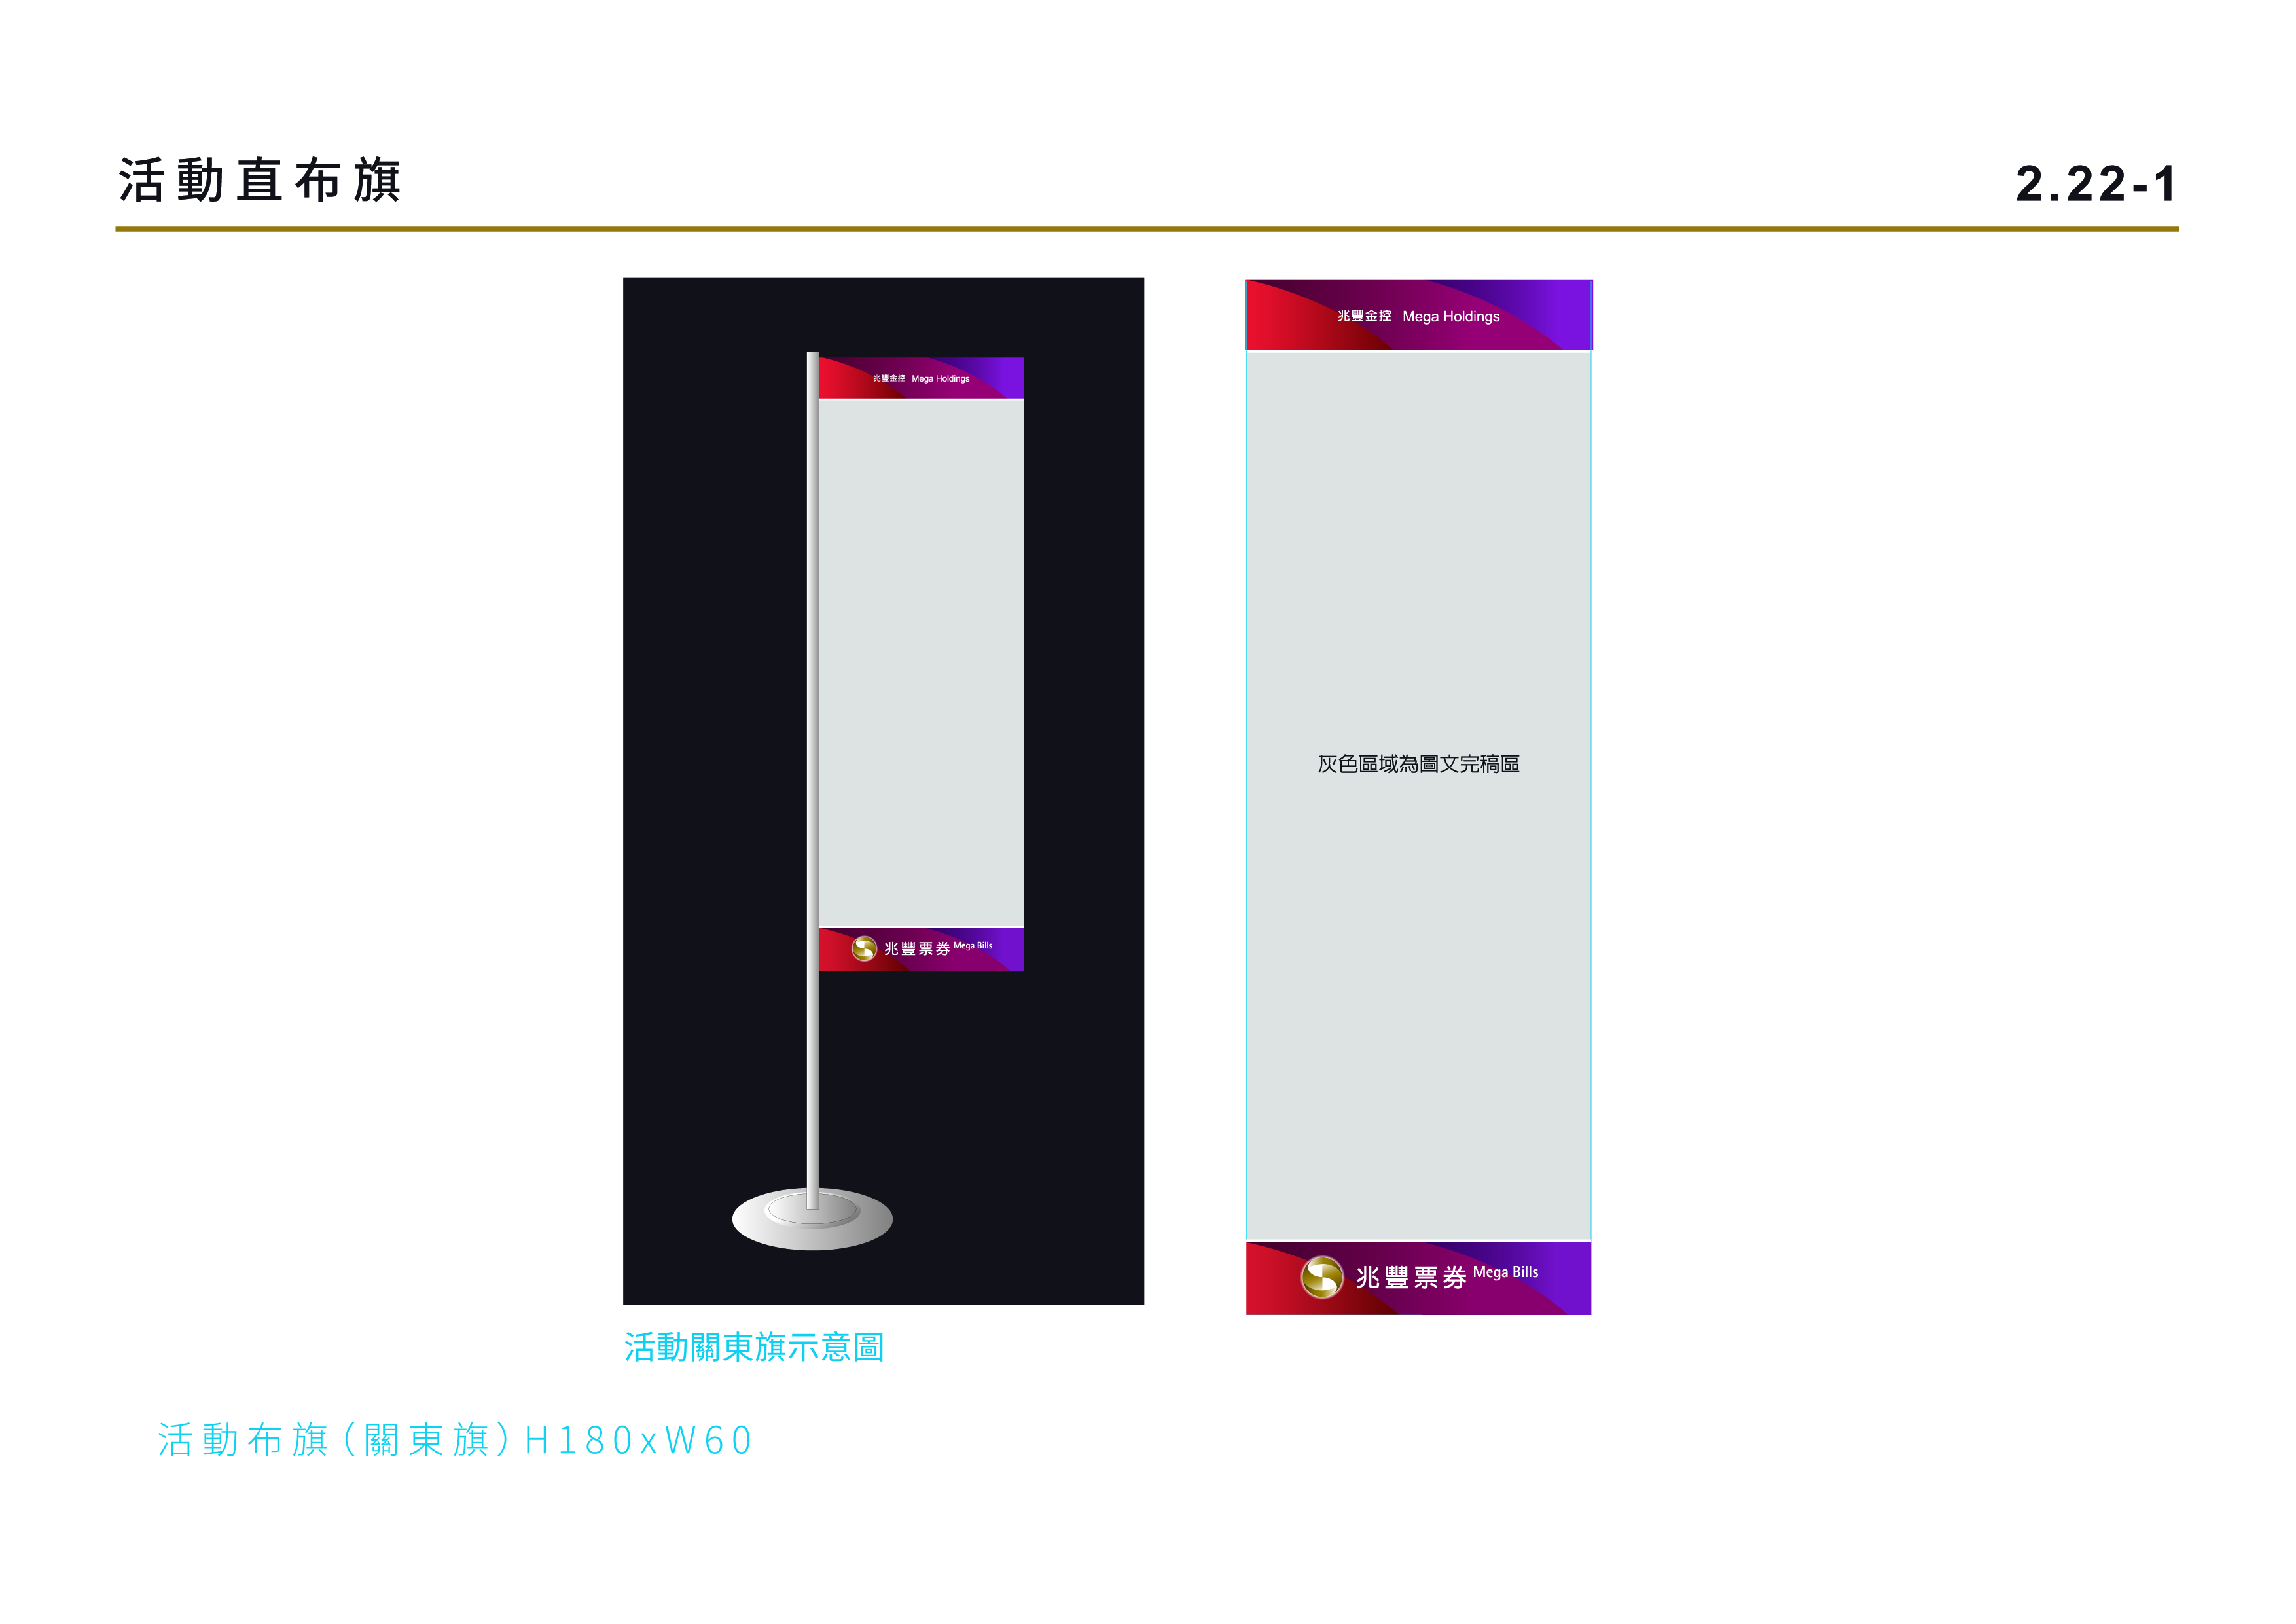 活動直布旗
2.22-1
兆豐金控 Mega Holdings
兆豐票券 Mega Bills
兆豐金控 Mega Holdings
灰色區域為圖文完稿區
兆豐票券 Mega Bills
活動關東旗示意圖
活動布旗(關東旗)H180xW60